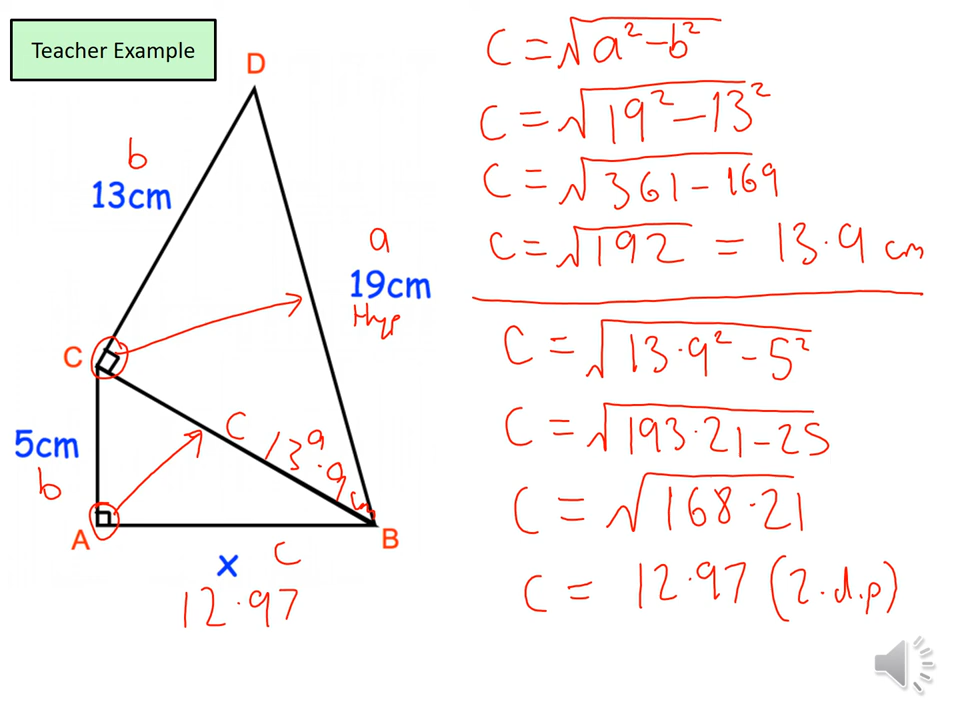 Teacher Example
D
b
13cm
a
19cm
Hyp
C
5cm
b
C
13.9
.9cm
A
B
x
C
12.97
C = √a² - b²
C = √19² - 13²
C = √361 - 169
C = √192 = 13.9 cm
C = √13.9² - 5²
C = √193.21 - 25
C = √168.21
C = 12.97 (2.d.p)